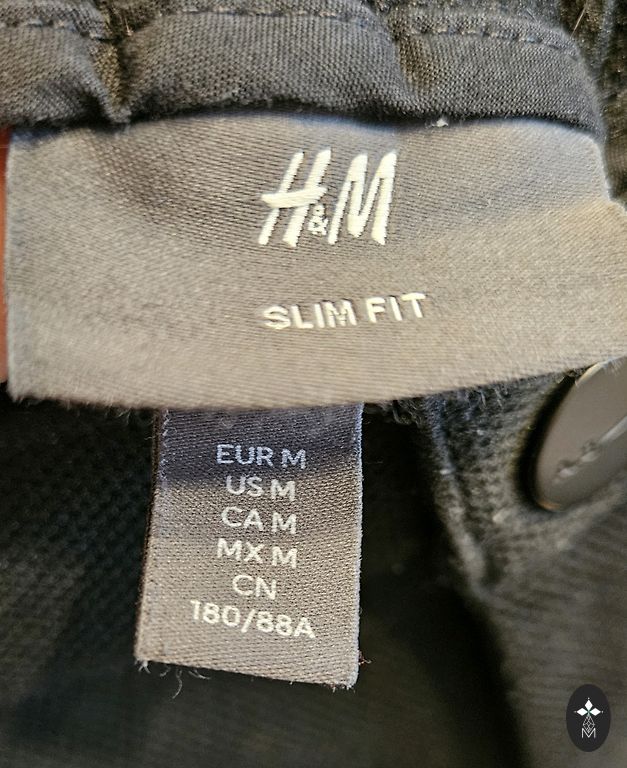 H&M
SLIM FIT
EUR M
US M
CA M
MX M
CN
180/88A
M